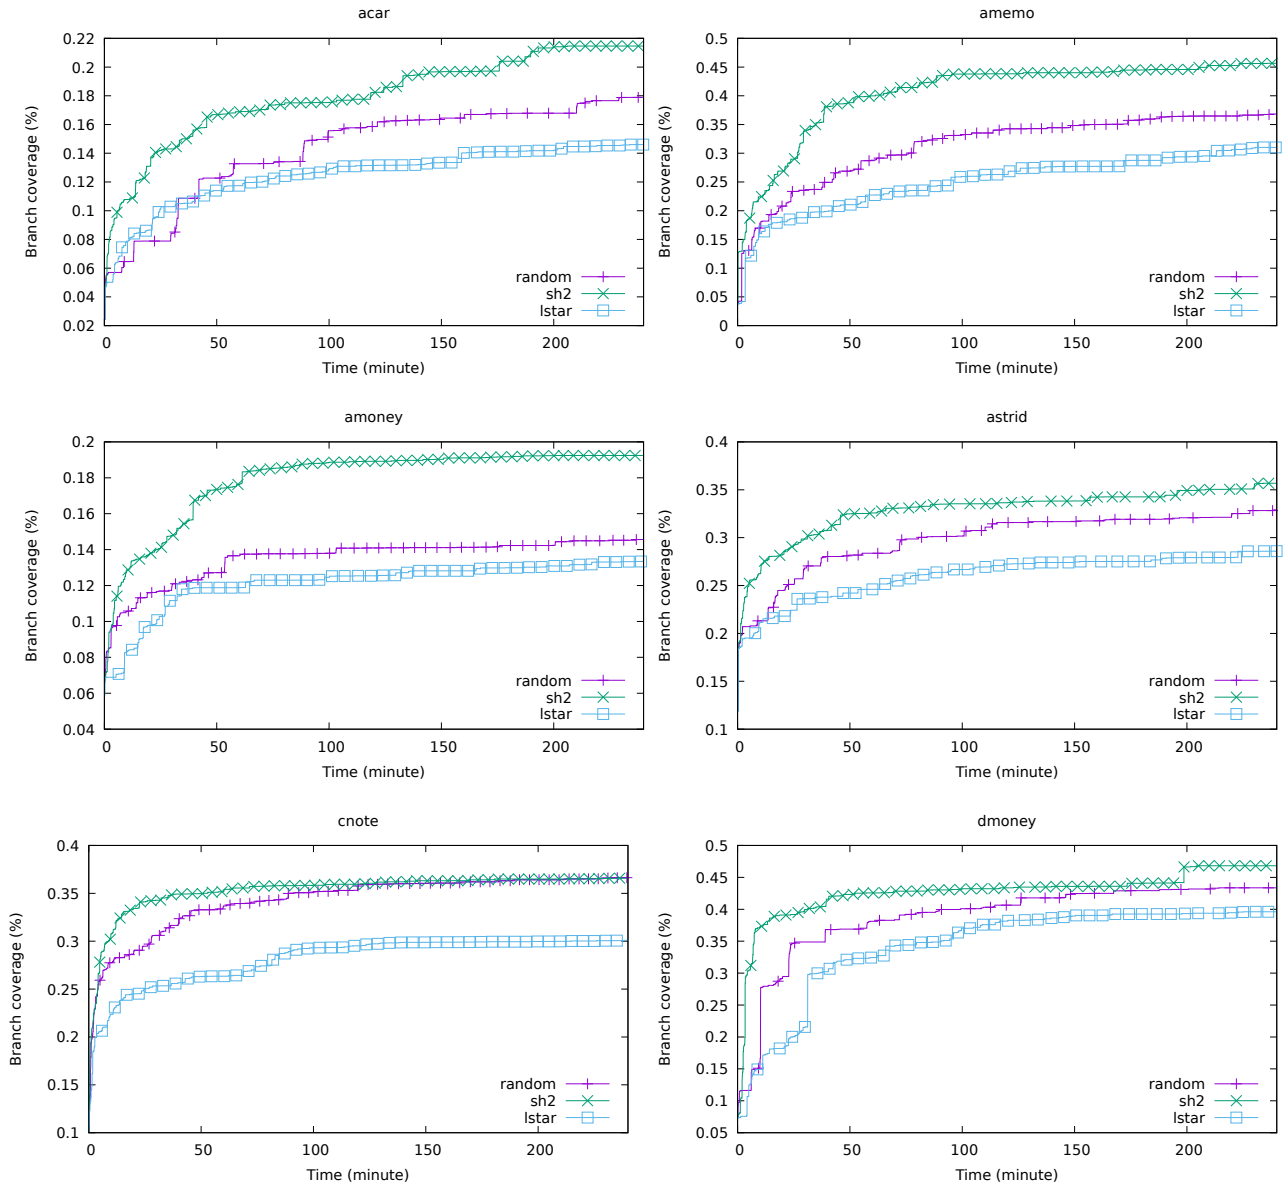 acar
0.22
0.2
0.18
0.16
0.14
0.12
0.1
0.08
0.06
0.04
0.02
Branch coverage (%)
random
sh2
lstar
0 50 100 150 200
Time (minute)
amemo
0.5
0.45
0.4
0.35
0.3
0.25
0.2
0.15
0.1
0.05
0
Branch coverage (%)
random
sh2
lstar
0 50 100 150 200
Time (minute)
amoney
0.2
0.18
0.16
0.14
0.12
0.1
0.08
0.06
0.04
Branch coverage (%)
random
sh2
lstar
0 50 100 150 200
Time (minute)
astrid
0.4
0.35
0.3
0.25
0.2
0.15
0.1
Branch coverage (%)
random
sh2
lstar
0 50 100 150 200
Time (minute)
cnote
0.4
0.35
0.3
0.25
0.2
0.15
0.1
Branch coverage (%)
random
sh2
lstar
0 50 100 150 200
Time (minute)
dmoney
0.5
0.45
0.4
0.35
0.3
0.25
0.2
0.15
0.1
0.05
Branch coverage (%)
random
sh2
lstar
0 50 100 150 200
Time (minute)